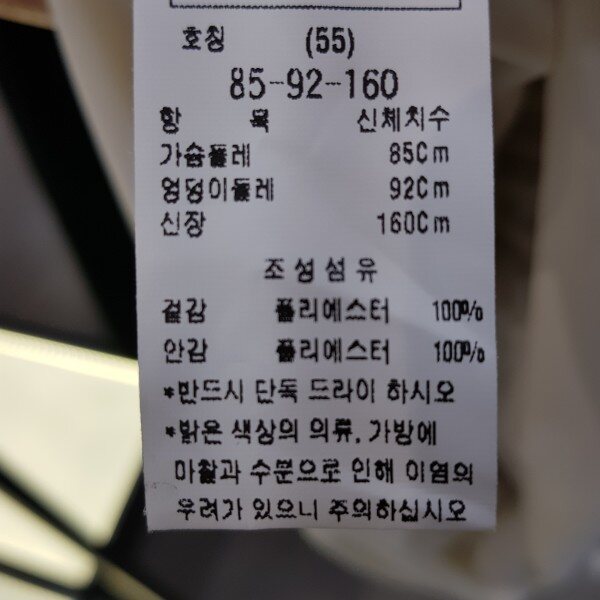 호칭 (55)
85-92-160
항 목 신체치수
가슴둘레 85Cm
엉덩이둘레 92Cm
신장 160Cm
조성섬유
겉감 폴리에스터 100%
안감 폴리에스터 100%
*반드시 단독 드라이 하시오
*밝은 색상의 의류, 가방에
마찰과 수분으로 인해 이염의
우려가 있으니 주의하십시오